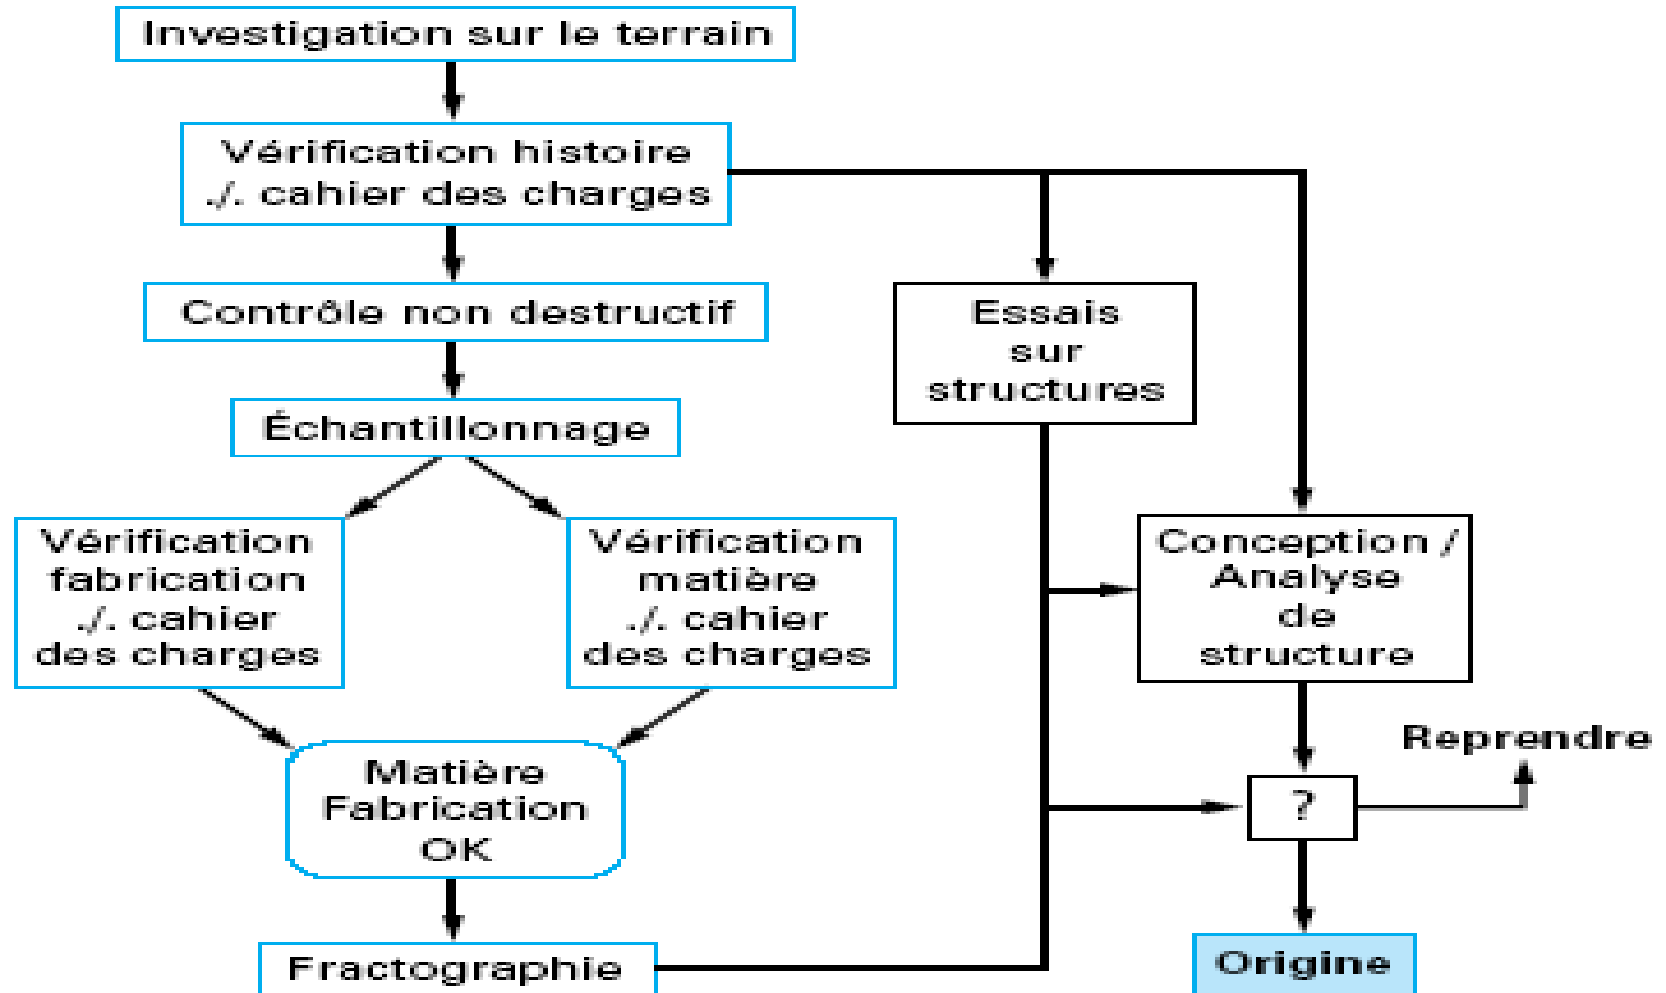 Investigation sur le terrain
Vérification histoire
./. cahier des charges
Contrôle non destructif
Échantillonnage
Vérification
fabrication
./. cahier
des charges
Vérification
matière
./. cahier
des charges
Matière
Fabrication
OK
Fractographie
Essais
sur
structures
Conception /
Analyse
de
structure
Reprendre
?
Origine